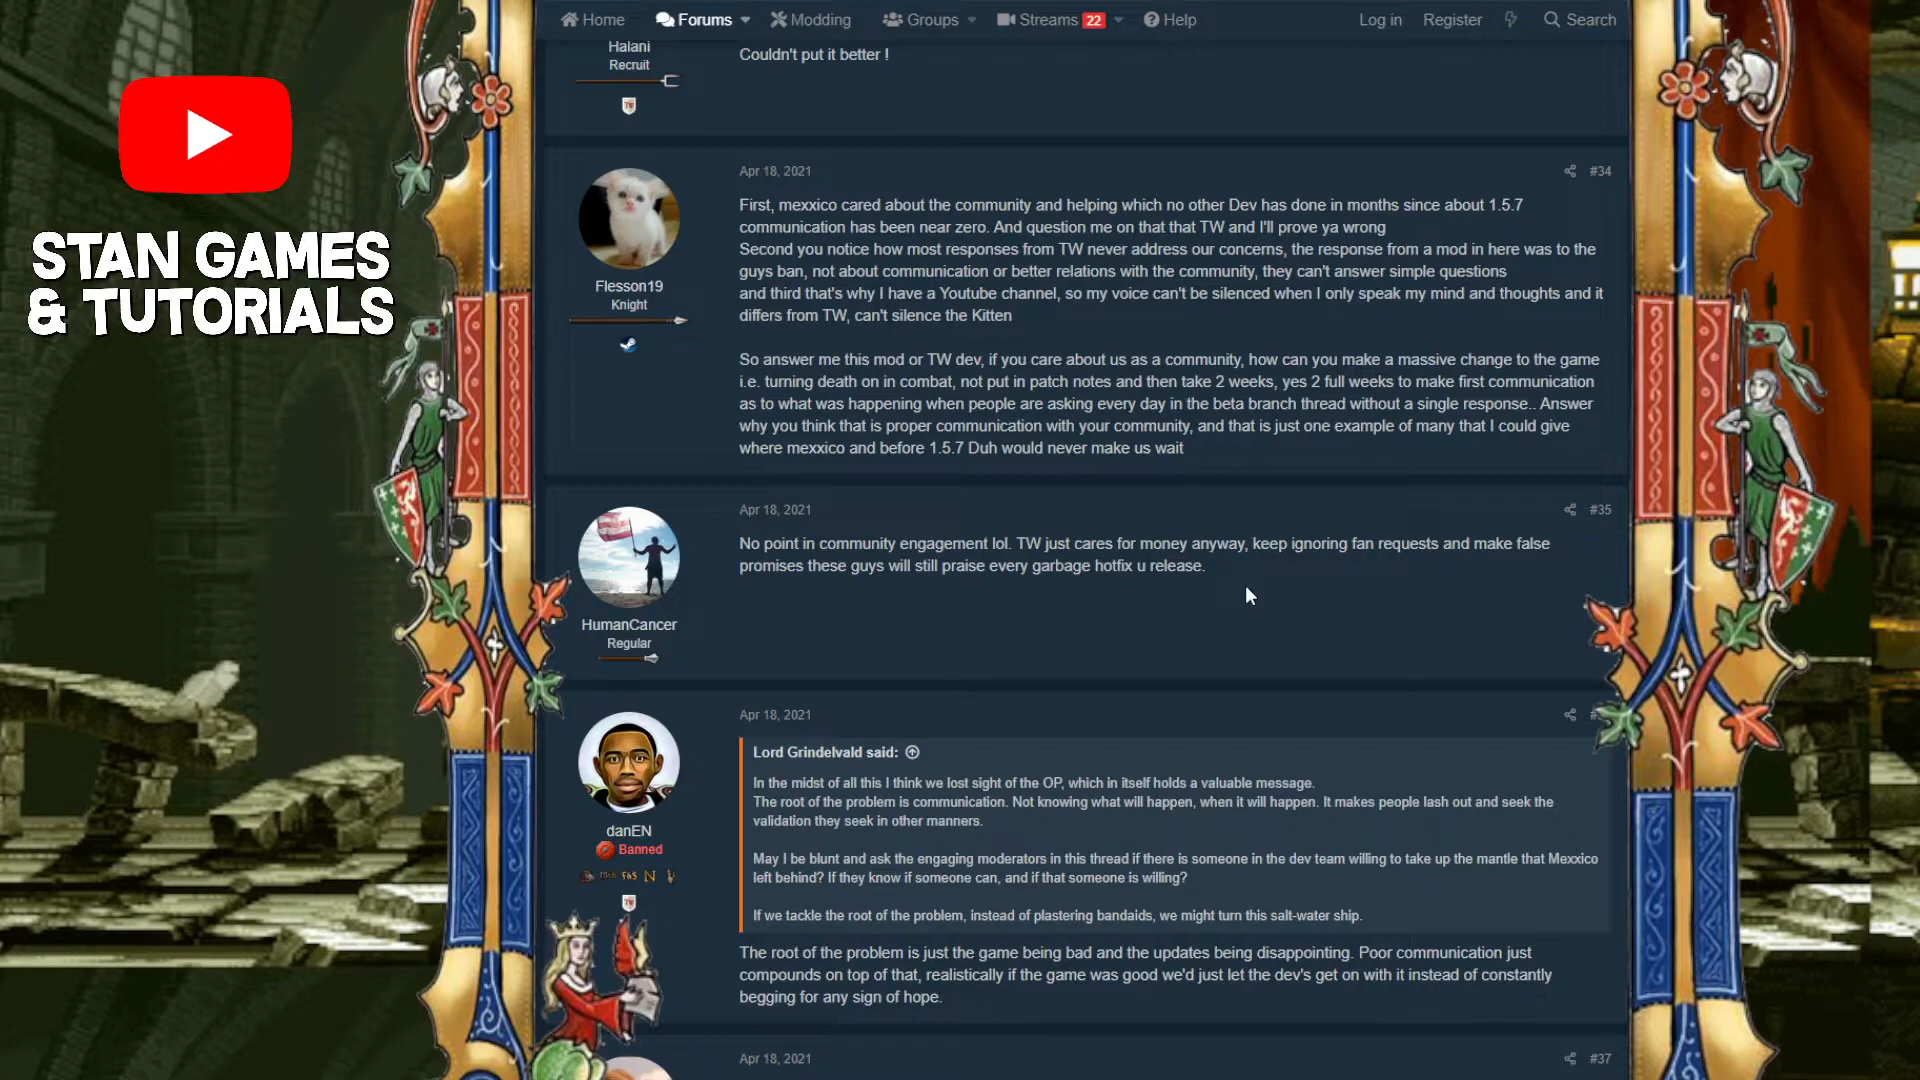 Home
Forums
Modding
Groups
Streams 22
Help
Log in
Register
Search
STAN GAMES
& TUTORIALS
Halani
Recruit
Couldn't put it better !
Apr 18, 2021
#34
Flesson19
Knight
First, mexxico cared about the community and helping which no other Dev has done in months since about 1.5.7
communication has been near zero. And question me on that that TW and I'll prove ya wrong
Second you notice how most responses from TW never address our concerns, the response from a mod in here was to the
guys ban, not about communication or better relations with the community, they can't answer simple questions
and third that's why I have a Youtube channel, so my voice can't be silenced when I only speak my mind and thoughts and it
differs from TW, can't silence the Kitten
So answer me this mod or TW dev, if you care about us as a community, how can you make a massive change to the game
i.e. turning death on in combat, not put in patch notes and then take 2 weeks, yes 2 full weeks to make first communication
as to what was happening when people are asking every day in the beta branch thread without a single response.. Answer
why you think that is proper communication with your community, and that is just one example of many that I could give
where mexxico and before 1.5.7 Duh would never make us wait
Apr 18, 2021
#35
HumanCancer
Regular
No point in community engagement lol. TW just cares for money anyway, keep ignoring fan requests and make false
promises these guys will still praise every garbage hotfix u release.
Apr 18, 2021
danEN
Banned
Lord Grindelvald said:
In the midst of all this I think we lost sight of the OP, which in itself holds a valuable message.
The root of the problem is communication. Not knowing what will happen, when it will happen. It makes people lash out and seek the
validation they seek in other manners.
May I be blunt and ask the engaging moderators in this thread if there is someone in the dev team willing to take up the mantle that Mexxico
left behind? If they know if someone can, and if that someone is willing?
If we tackle the root of the problem, instead of plastering bandaids, we might turn this salt-water ship.
The root of the problem is just the game being bad and the updates being disappointing. Poor communication just
compounds on top of that, realistically if the game was good we'd just let the dev's get on with it instead of constantly
begging for any sign of hope.
Apr 18, 2021
#37